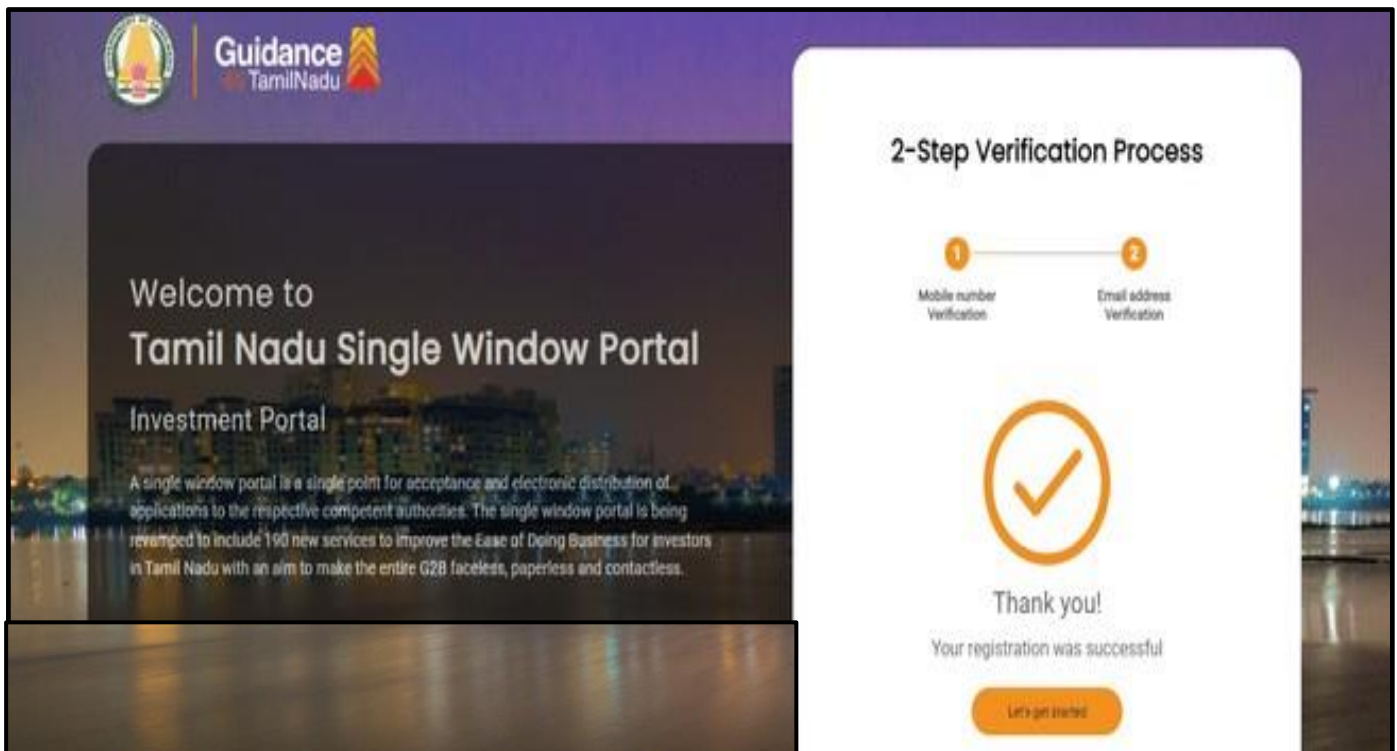 Guidance
TamilNadu
Welcome to
Tamil Nadu Single Window Portal
Investment Portal
A single window portal is a single point for acceptance and electronic distribution of
applications to the respective competent authorities. The single window portal is being
revamped to include 190 new services to improve the Ease of Doing Business for investors
in Tamil Nadu with an aim to make the entire G2B faceless, paperless and contactless.
2-Step Verification Process
1
2
Mobile number
Verification
Email address
Verification
Thank you!
Your registration was successful
Let's get started